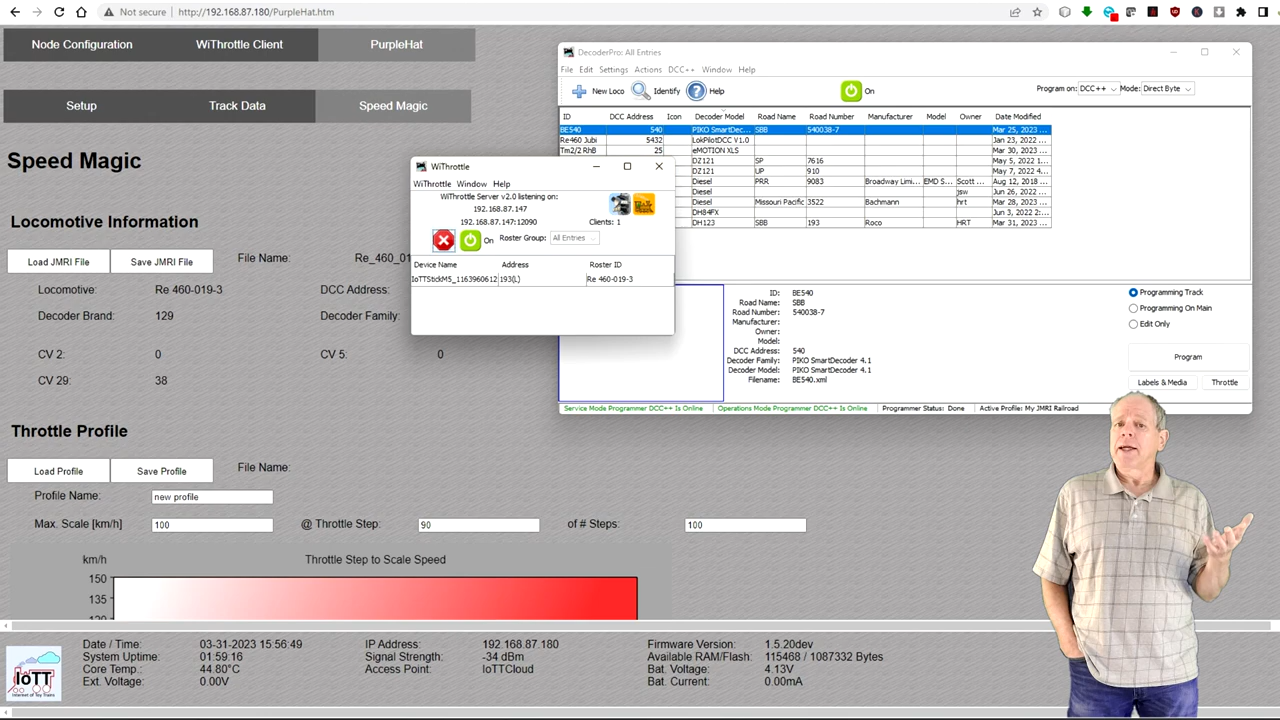 Not secure | http://192.168.87.180/PurpleHat.htm
Node Configuration WiThrottle Client PurpleHat
Setup Track Data Speed Magic
Speed Magic
Locomotive Information
Load JMRI File Save JMRI File File Name: Re_460_01
Locomotive: Re 460-019-3 DCC Address:
Decoder Brand: 129 Decoder Family:
CV 2: 0 CV 5: 0
CV 29: 38
Throttle Profile
Load Profile Save Profile File Name:
Profile Name: new profile
Max. Scale [km/h] 100 @ Throttle Step: 90 of # Steps: 100
km/h Throttle Step to Scale Speed
150
135
120
DecoderPro: All Entries
File Edit Settings Actions DCC++ Window Help
New Loco Identify Help On Program on: DCC++ Mode: Direct Byte
ID DCC Address Icon Decoder Model Road Name Road Number Manufacturer Model Owner Date Modified
BE540 540 PIKO SmartDec... SBB 540038-7 Mar 25, 2023 ...
Re460 Jubi 5432 LokPilotDCC V1.0 Jan 23, 2022 ...
Tm2/2 RhB 25 eMOTION XLS Mar 30, 2023 ...
DZ121 SP 7616 May 5, 2022 1...
DZ121 UP 910 May 7, 2022 4...
Diesel PRR 9083 Broadway Limi... EMD S... Scott ... Aug 12, 2018 ...
Diesel jsw Jun 26, 2022 ...
Diesel Missouri Pacific 3522 Bachmann hrt Mar 28, 2023 ...
DH84FX Jun 3, 2022 ...
DH123 SBB 193 Roco HRT Mar 31, 2023 ...
WiThrottle
WiThrottle Window Help
WiThrottle Server v2.0 listening on:
192.168.87.147
192.168.87.147:12090 Clients: 1
On Roster Group: All Entries
Device Name Address Roster ID
IoTTStickM5_1163960612 193(L) Re 460-019-3
ID: BE540
Road Name: SBB
Road Number: 540038-7
Manufacturer:
Owner:
Model:
DCC Address: 540
Decoder Family: PIKO SmartDecoder 4.1
Decoder Model: PIKO SmartDecoder 4.1
Filename: BE540.xml
Programming Track
Programming On Main
Edit Only
Program
Labels & Media Throttle
Service Mode Programmer DCC++ Is Online Operations Mode Programmer DCC++ Is Online Programmer Status: Done Active Profile: My JMRI Railroad
Date / Time: 03-31-2023 15:56:49 IP Address: 192.168.87.180 Firmware Version: 1.5.20dev
System Uptime: 01:59:16 Signal Strength: -34 dBm Available RAM/Flash: 115468 / 1087332 Bytes
Core Temp.: 44.80°C Access Point: IoTTCloud Bat. Voltage: 4.13V
Ext. Voltage: 0.00V Bat. Current: 0.00mA
IoTT
Internet of Toy Trains